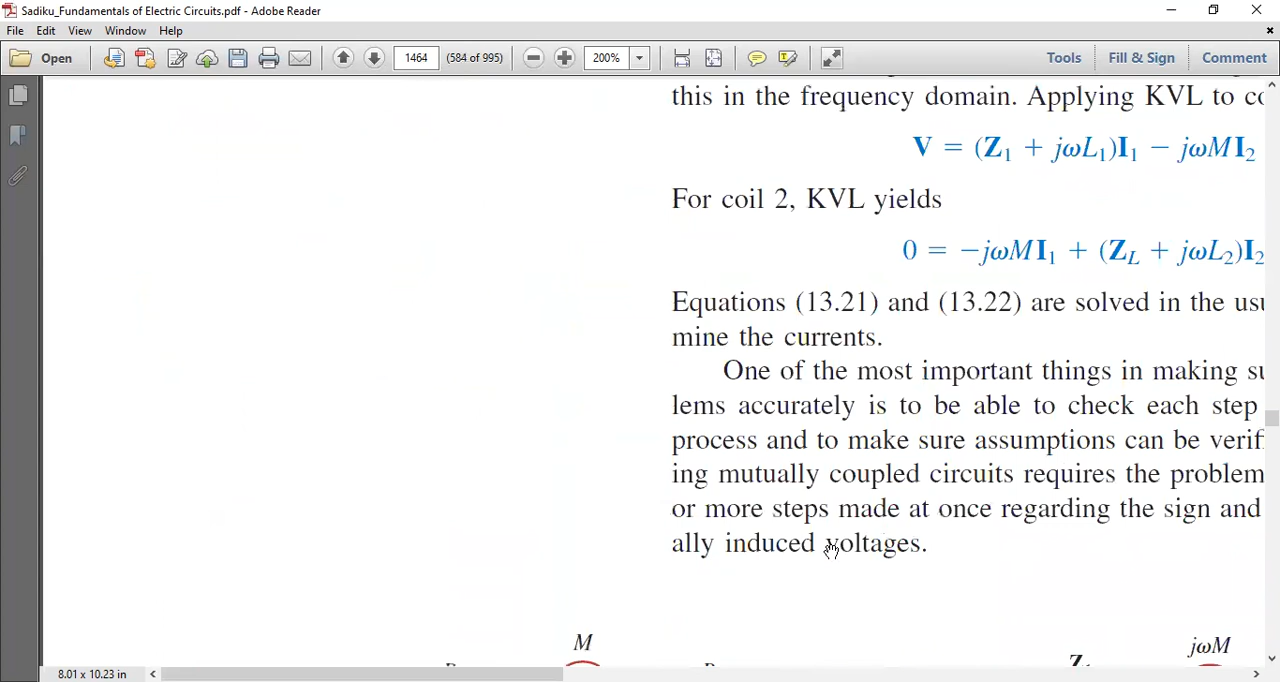 Sadiku_Fundamentals of Electric Circuits.pdf - Adobe Reader
File Edit View Window Help
Open 1464 (584 of 995) 200% Tools Fill & Sign Comment
this in the frequency domain. Applying KVL to co
V = (Z1 + jωL1)I1 − jωMI2
For coil 2, KVL yields
0 = −jωMI1 + (ZL + jωL2)I2
Equations (13.21) and (13.22) are solved in the usu
mine the currents.
One of the most important things in making su
lems accurately is to be able to check each step
process and to make sure assumptions can be verif
ing mutually coupled circuits requires the problem
or more steps made at once regarding the sign and
ally induced voltages.
M
jωM
8.01 x 10.23 in